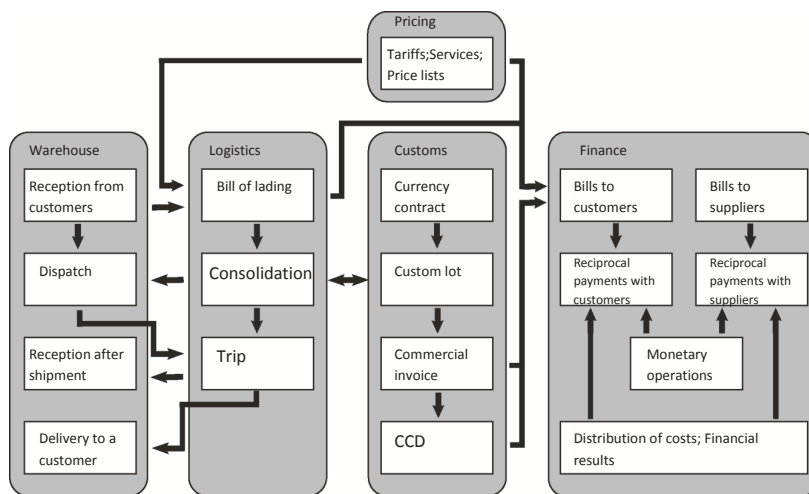 Pricing
Tariffs;Services;
Price lists
Warehouse
Reception from
customers
Dispatch
Reception after
shipment
Delivery to a
customer
Logistics
Bill of lading
Consolidation
Trip
Customs
Currency
contract
Custom lot
Commercial
invoice
CCD
Finance
Bills to
customers
Bills to
suppliers
Reciprocal
payments with
customers
Reciprocal
payments with
suppliers
Monetary
operations
Distribution of costs; Financial
results